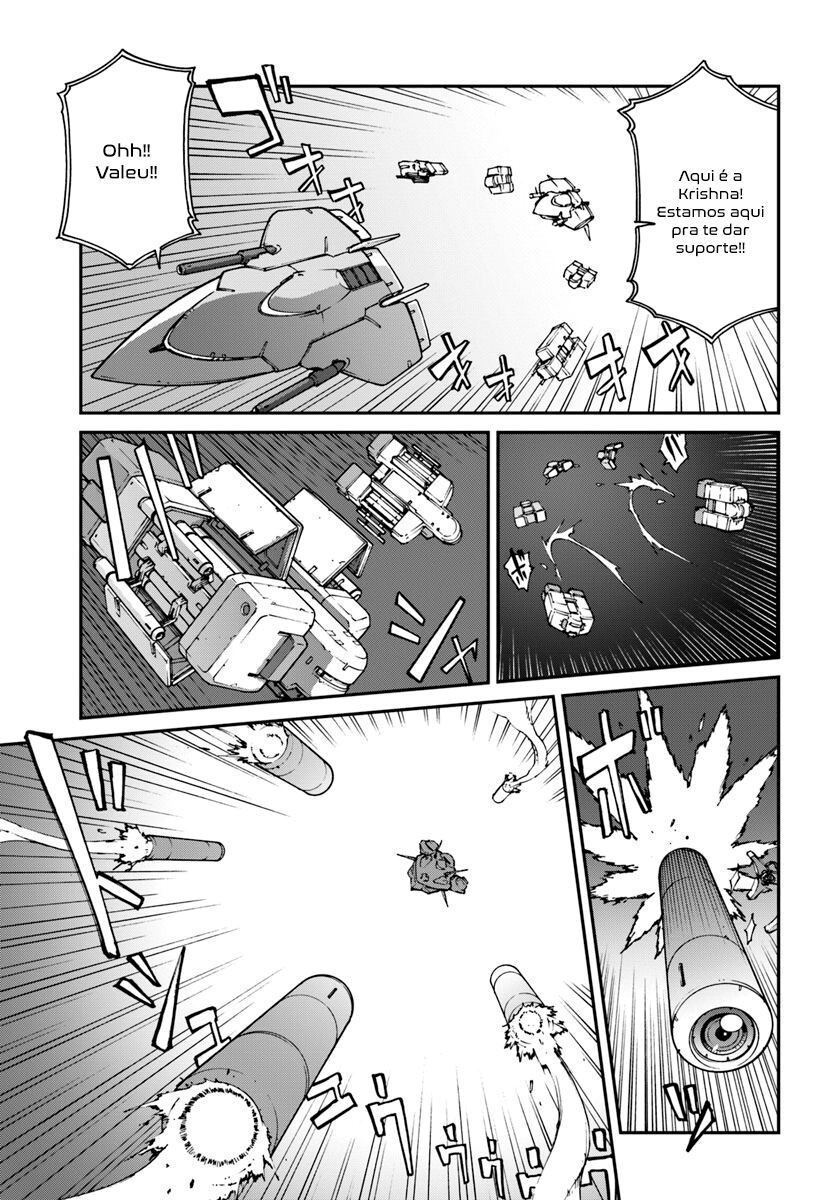 Aqui é a
Krishna!
Estamos aqui
pra te dar
suporte!!
Ohh!!
Valeu!!